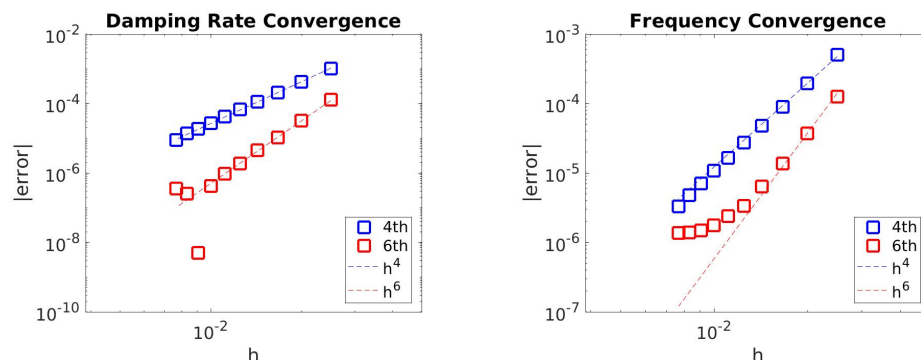 Damping Rate Convergence
10^-2
10^-4
10^-6
10^-8
10^-10
|error|
10^-2
h
4th
6th
h^4
h^6
Frequency Convergence
10^-3
10^-4
10^-5
10^-6
10^-7
|error|
10^-2
h
4th
6th
h^4
h^6